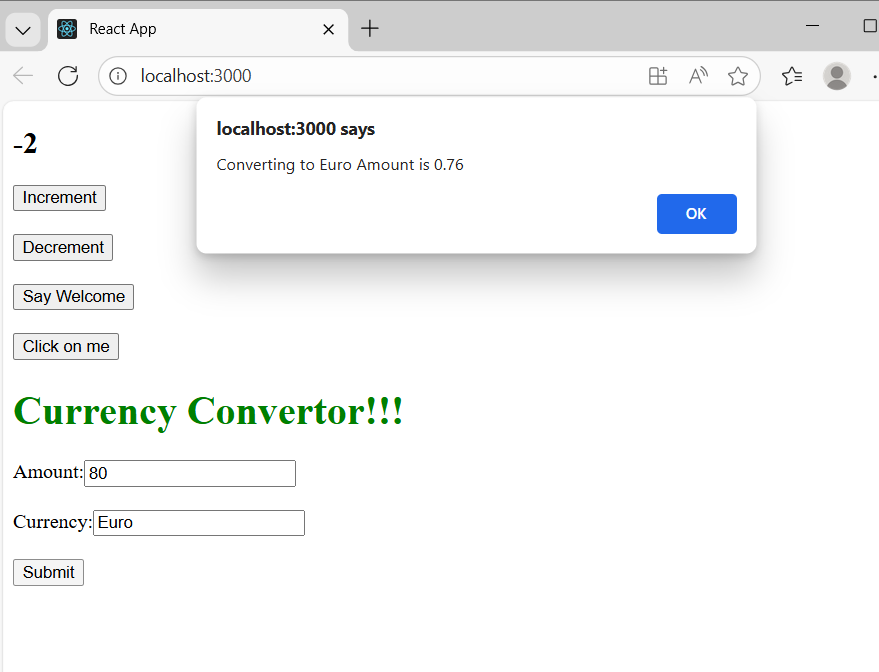 React App
localhost:3000
localhost:3000 says
Converting to Euro Amount is 0.76
OK
-2
Increment
Decrement
Say Welcome
Click on me
Currency Convertor!!!
Amount:80
Currency:Euro
Submit